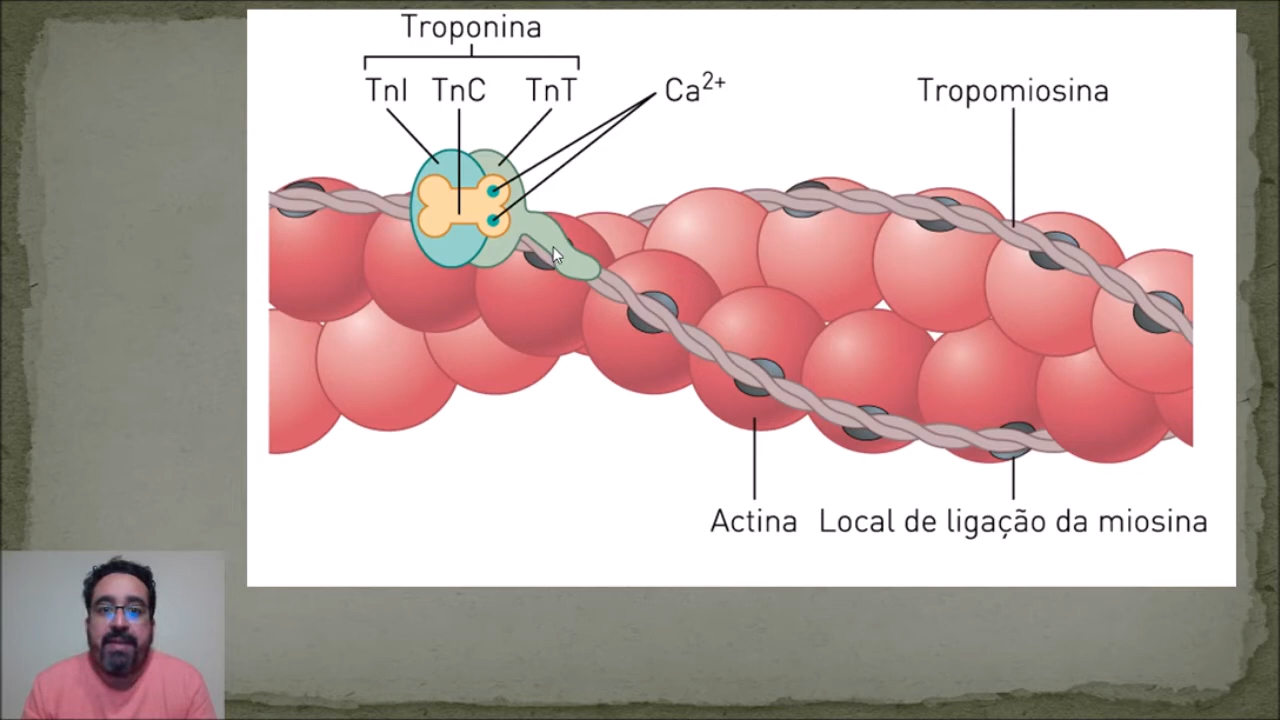 Troponina
TnI TnC TnT
Ca²⁺
Tropomiosina
Actina
Local de ligação da miosina